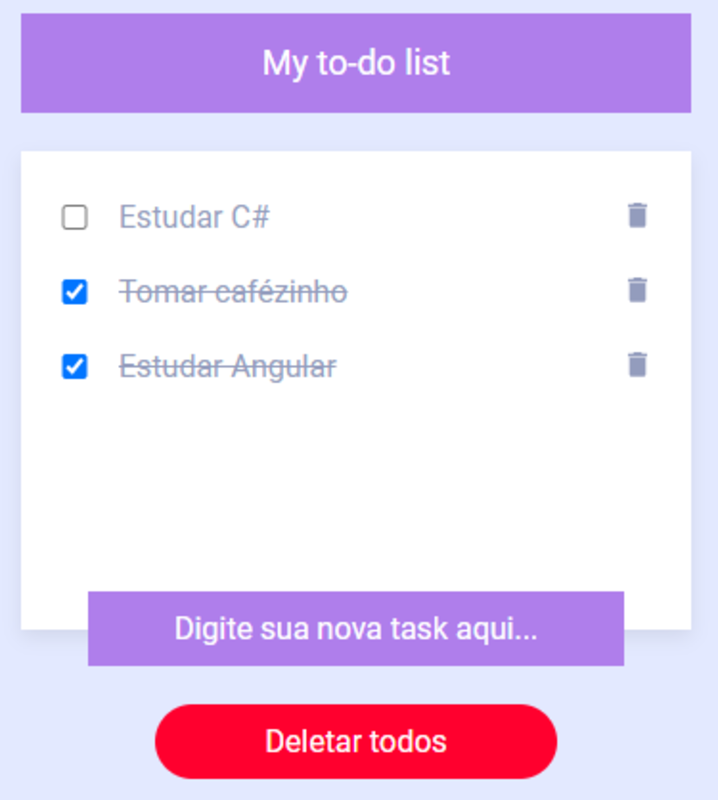 My to-do list
Estudar C#
Tomar cafézinho
Estudar Angular
Digite sua nova task aqui...
Deletar todos